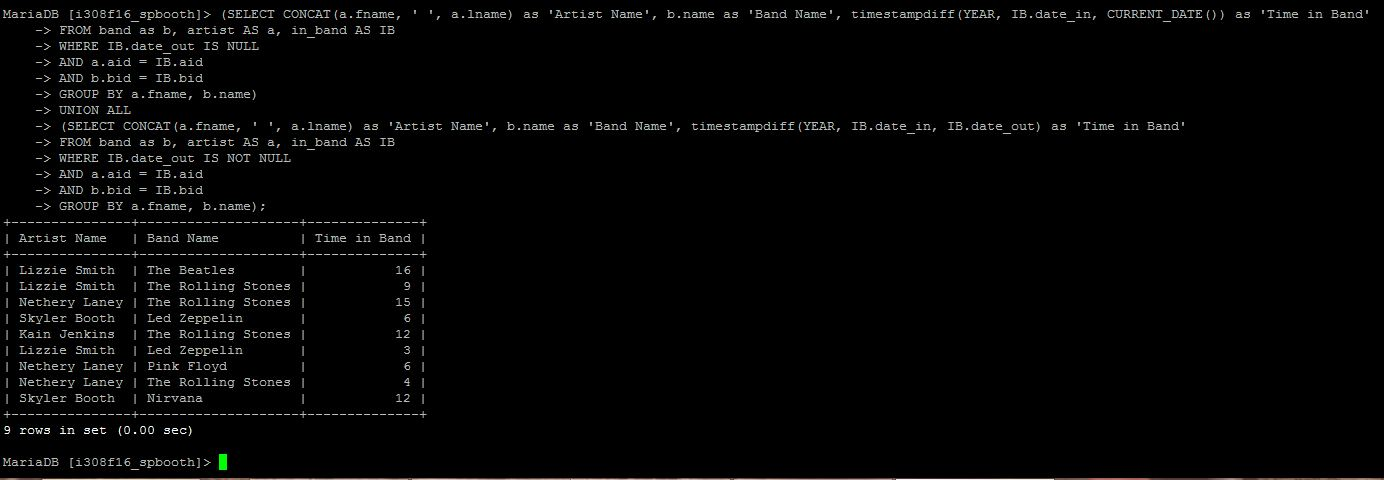 MariaDB [i308f16_spbooth]> (SELECT CONCAT(a.fname, ' ', a.lname) as 'Artist Name', b.name as 'Band Name', timestampdiff(YEAR, IB.date_in, CURRENT_DATE()) as 'Time in Band'
    -> FROM band as b, artist AS a, in_band AS IB
    -> WHERE IB.date_out IS NULL
    -> AND a.aid = IB.aid
    -> AND b.bid = IB.bid
    -> GROUP BY a.fname, b.name)
    -> UNION ALL
    -> (SELECT CONCAT(a.fname, ' ', a.lname) as 'Artist Name', b.name as 'Band Name', timestampdiff(YEAR, IB.date_in, IB.date_out) as 'Time in Band'
    -> FROM band as b, artist AS a, in_band AS IB
    -> WHERE IB.date_out IS NOT NULL
    -> AND a.aid = IB.aid
    -> AND b.bid = IB.bid
    -> GROUP BY a.fname, b.name);
+---------------+--------------------+--------------+
| Artist Name   | Band Name          | Time in Band |
+---------------+--------------------+--------------+
| Lizzie Smith  | The Beatles        |           16 |
| Lizzie Smith  | The Rolling Stones |            9 |
| Nethery Laney | The Rolling Stones |           15 |
| Skyler Booth  | Led Zeppelin       |            6 |
| Kain Jenkins  | The Rolling Stones |           12 |
| Lizzie Smith  | Led Zeppelin       |            3 |
| Nethery Laney | Pink Floyd         |            6 |
| Nethery Laney | The Rolling Stones |            4 |
| Skyler Booth  | Nirvana            |           12 |
+---------------+--------------------+--------------+
9 rows in set (0.00 sec)
MariaDB [i308f16_spbooth]>